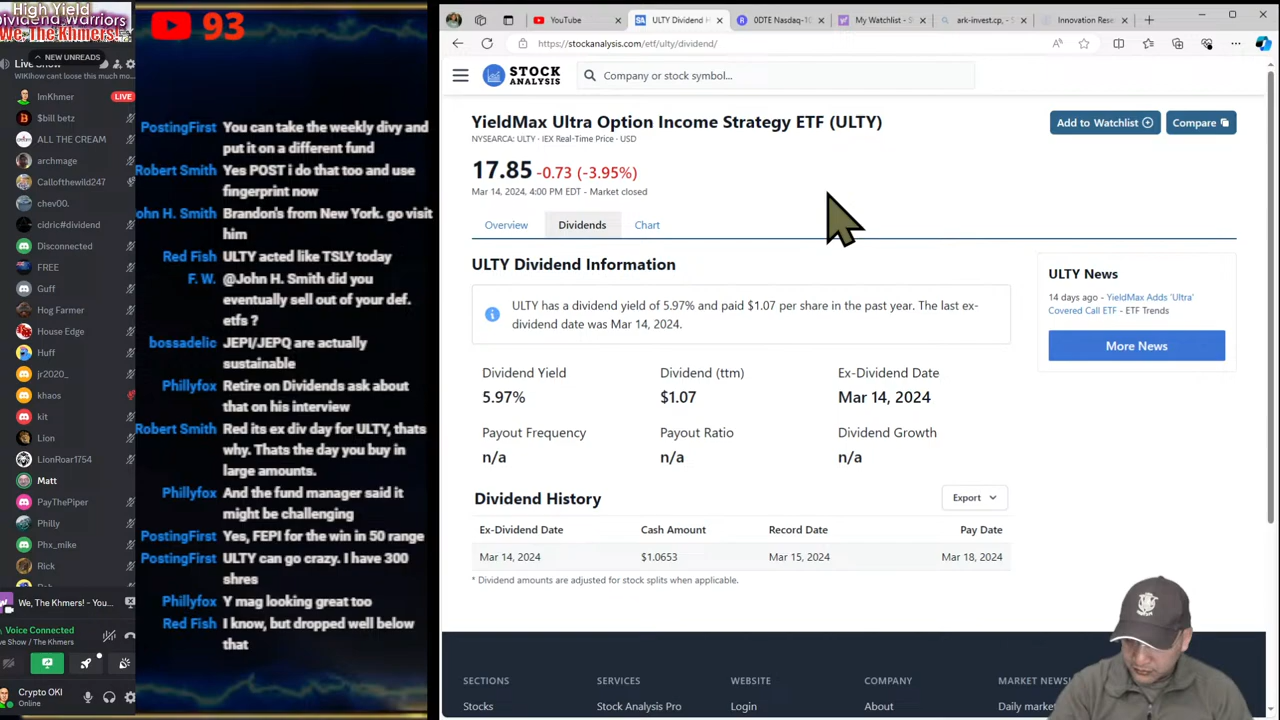 High Yield
Dividend Warriors
We, The Khmers!
NEW UNREADS
Live Show / The Khmers
WIKIhow cant loose this much mo...
ImKhmer
LIVE
$bill betz
ALL THE CREAM
archmage
Callofthewild247
chev00.
cidric#dividend
Disconnected
FREE
Guff
Hog Farmer
House Edge
Huff
jr2020_
khaos
kit
Lion
LionRoar1754
Matt
PayThePiper
Philly
Phx_mike
Rick
We, The Khmers! - You...
Voice Connected
ve Show / The Khmers
Crypto OKI
Online
93
PostingFirst You can take the weekly divy and
put it on a different fund
Robert Smith Yes POST i do that too and use
fingerprint now
ohn H. Smith Brandon's from New York. go visit
him
Red Fish ULTY acted like TSLY today
F. W. @John H. Smith did you
eventually sell out of your def.
etfs ?
bossadelic JEPI/JEPQ are actually
sustainable
Phillyfox Retire on Dividends ask about
that on his interview
Robert Smith Red its ex div day for ULTY, thats
why. Thats the day you buy in
large amounts.
Phillyfox And the fund manager said it
might be challenging
PostingFirst Yes, FEPI for the win in 50 range
PostingFirst ULTY can go crazy. I have 300
shres
Phillyfox Y mag looking great too
Red Fish I know, but dropped well below
that
YouTube
ULTY Dividend H
0DTE Nasdaq-10
My Watchlist - S
ark-invest.cp, - S
Innovation Rese
https://stockanalysis.com/etf/ulty/dividend/
STOCK
ANALYSIS
Company or stock symbol...
YieldMax Ultra Option Income Strategy ETF (ULTY)
NYSEARCA: ULTY · IEX Real-Time Price · USD
Add to Watchlist
Compare
17.85 -0.73 (-3.95%)
Mar 14, 2024, 4:00 PM EDT - Market closed
Overview
Dividends
Chart
ULTY Dividend Information
ULTY has a dividend yield of 5.97% and paid $1.07 per share in the past year. The last ex-
dividend date was Mar 14, 2024.
Dividend Yield
5.97%
Dividend (ttm)
$1.07
Ex-Dividend Date
Mar 14, 2024
Payout Frequency
n/a
Payout Ratio
n/a
Dividend Growth
n/a
Dividend History
Export
Ex-Dividend Date Cash Amount Record Date Pay Date
Mar 14, 2024 $1.0653 Mar 15, 2024 Mar 18, 2024
* Dividend amounts are adjusted for stock splits when applicable.
ULTY News
14 days ago - YieldMax Adds 'Ultra'
Covered Call ETF - ETF Trends
More News
SECTIONS
Stocks
SERVICES
Stock Analysis Pro
WEBSITE
Login
COMPANY
About
MARKET NEWSL
Daily market